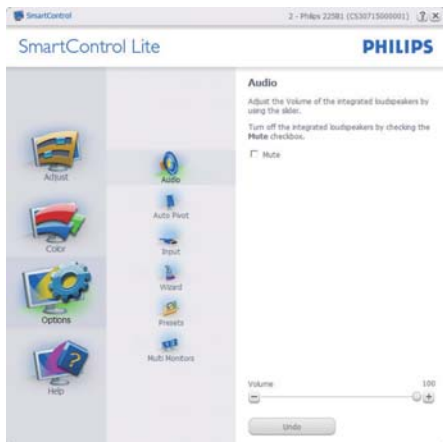 SmartControl
2 - Philips 225B1 (CS30715000001)
SmartControl Lite
PHILIPS
Adjust
Color
Options
Help
Audio
Auto Pivot
Input
Wizard
Presets
Multi Monitors
Audio
Adjust the Volume of the integrated loudspeakers by
using the slider.
Turn off the integrated loudspeakers by checking the
Mute checkbox.
Mute
Volume
100
Undo